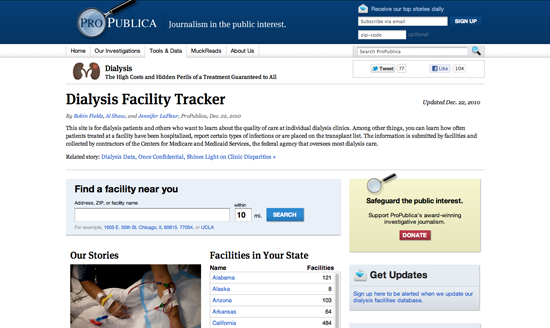 PRO PUBLICA
Journalism in the public interest.
Receive our top stories daily
Subscribe via email
SIGN UP
zip-code
optional
Home
Our Investigations
Tools & Data
MuckReads
About Us
Search ProPublica
Dialysis
The High Costs and Hidden Perils of a Treatment Guaranteed to All
Tweet 77
Like 104
Dialysis Facility Tracker
Updated Dec. 22, 2010
By Robin Fields, Al Shaw, and Jennifer LaFleur, ProPublica, Dec. 22, 2010
This site is for dialysis patients and others who want to learn about the quality of care at individual dialysis clinics. Among other things, you can learn how often
patients treated at a facility have been hospitalized, report certain types of infections or are placed on the transplant list. The information is submitted by facilities and
collected by contractors of the Centers for Medicare and Medicaid Services, the federal agency that oversees most dialysis care.
Related story: Dialysis Data, Once Confidential, Shines Light on Clinic Disparities »
Find a facility near you
Address, ZIP, or facility name
within
10 mi.
SEARCH
For example, 1605 E. 55th St, Chicago, IL 60615, 77054, or UCLA
Safeguard the public interest.
Support ProPublica's award-winning
investigative journalism.
DONATE
Our Stories
Facilities in Your State
Name Facilities
Alabama 121
Alaska 8
Arizona 103
Arkansas 64
California 484
Get Updates
Sign up here to be alerted when we update our
dialysis facilities database.